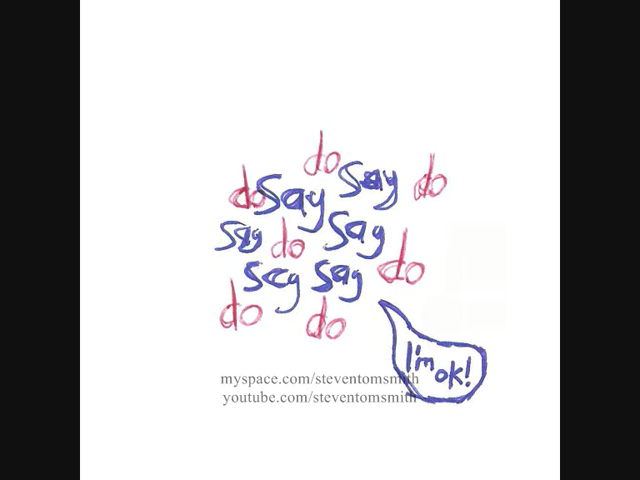 do
do say say do
say do say
say say do
do do
I'm
ok!
myspace.com/steventomsmith
youtube.com/steventomsmith